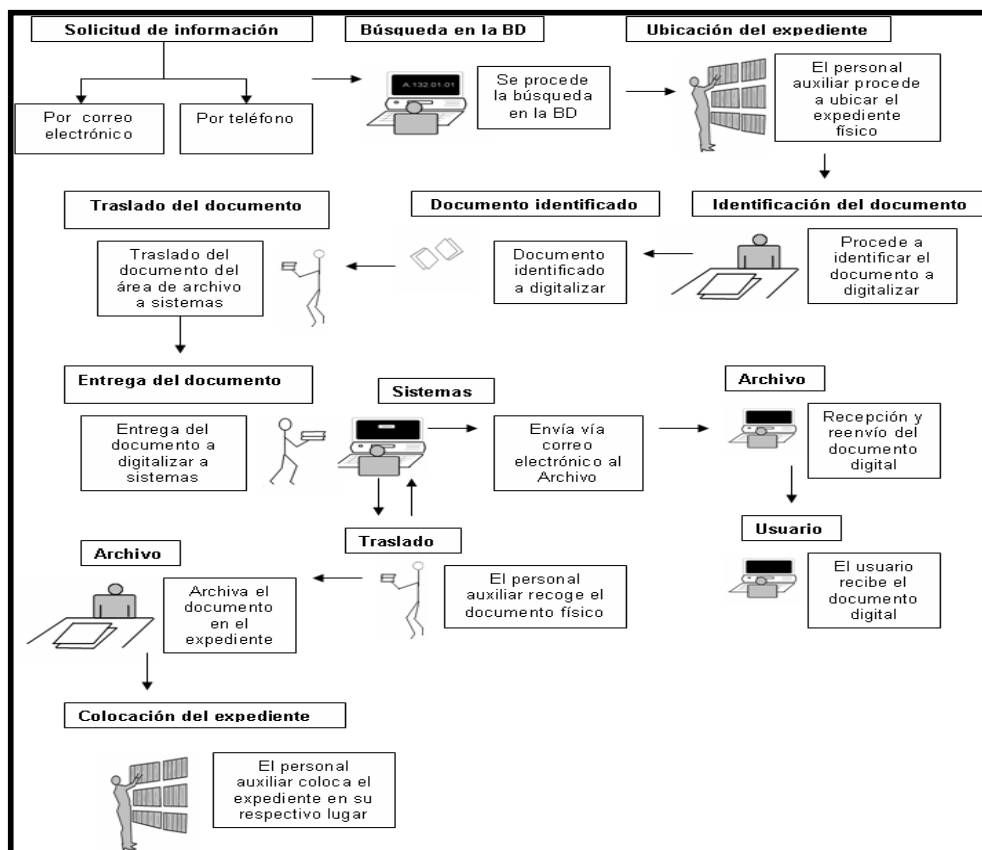 Solicitud de información
Por correo
electrónico
Por teléfono
Búsqueda en la BD
A.132.01.01
Se procede
la búsqueda
en la BD
Ubicación del expediente
El personal
auxiliar procede
a ubicar el
expediente
físico
Identificación del documento
Procede a
identificar el
documento a
digitalizar
Documento identificado
Documento
identificado
a digitalizar
Traslado del documento
Traslado del
documento del
área de archivo
a sistemas
Entrega del documento
Entrega del
documento a
digitalizar a
sistemas
Sistemas
Envía vía
correo
electrónico al
Archivo
Archivo
Recepción y
reenvío del
documento
digital
Usuario
El usuario
recibe el
documento
digital
Traslado
El personal
auxiliar recoge el
documento físico
Archivo
Archiva el
documento
en el
expediente
Colocación del expediente
El personal
auxiliar coloca el
expediente en su
respectivo lugar